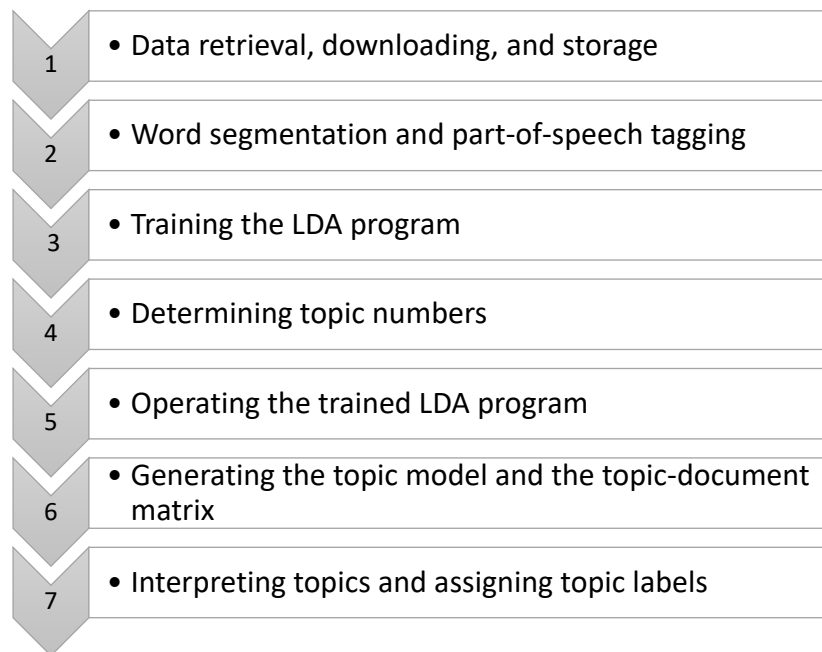 1
• Data retrieval, downloading, and storage
2
• Word segmentation and part-of-speech tagging
3
• Training the LDA program
4
• Determining topic numbers
5
• Operating the trained LDA program
6
• Generating the topic model and the topic-document
matrix
7
• Interpreting topics and assigning topic labels